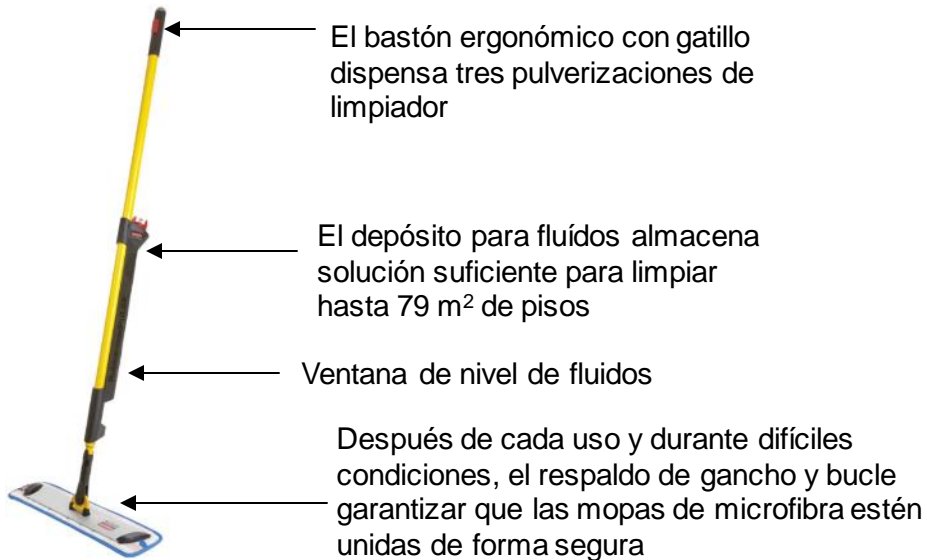 El bastón ergonómico con gatillo
dispensa tres pulverizaciones de
limpiador
El depósito para fluídos almacena
solución suficiente para limpiar
hasta 79 m² de pisos
Ventana de nivel de fluidos
Después de cada uso y durante difíciles
condiciones, el respaldo de gancho y bucle
garantizar que las mopas de microfibra estén
unidas de forma segura